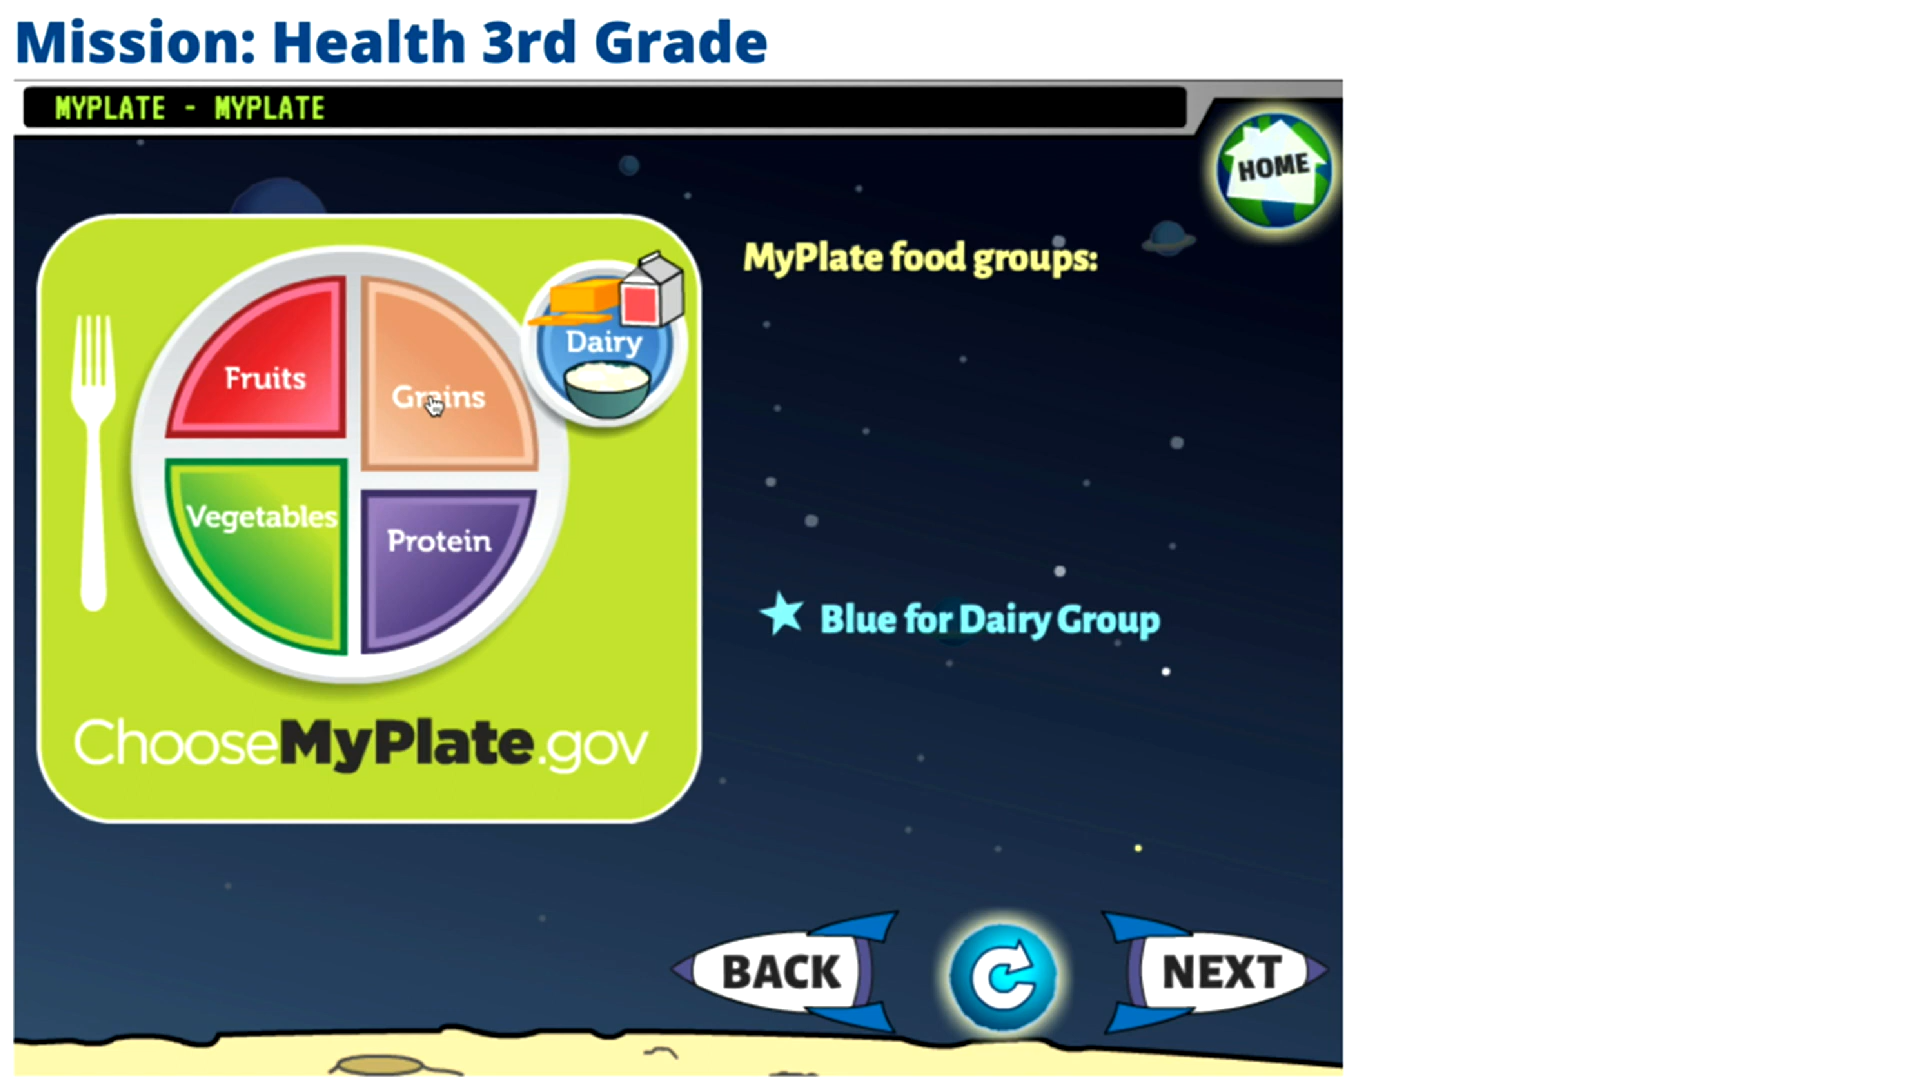 Mission: Health 3rd Grade
MYPLATE - MYPLATE
HOME
MyPlate food groups:
Dairy
Fruits
Grains
Vegetables
Protein
Blue for Dairy Group
ChooseMyPlate.gov
BACK
NEXT